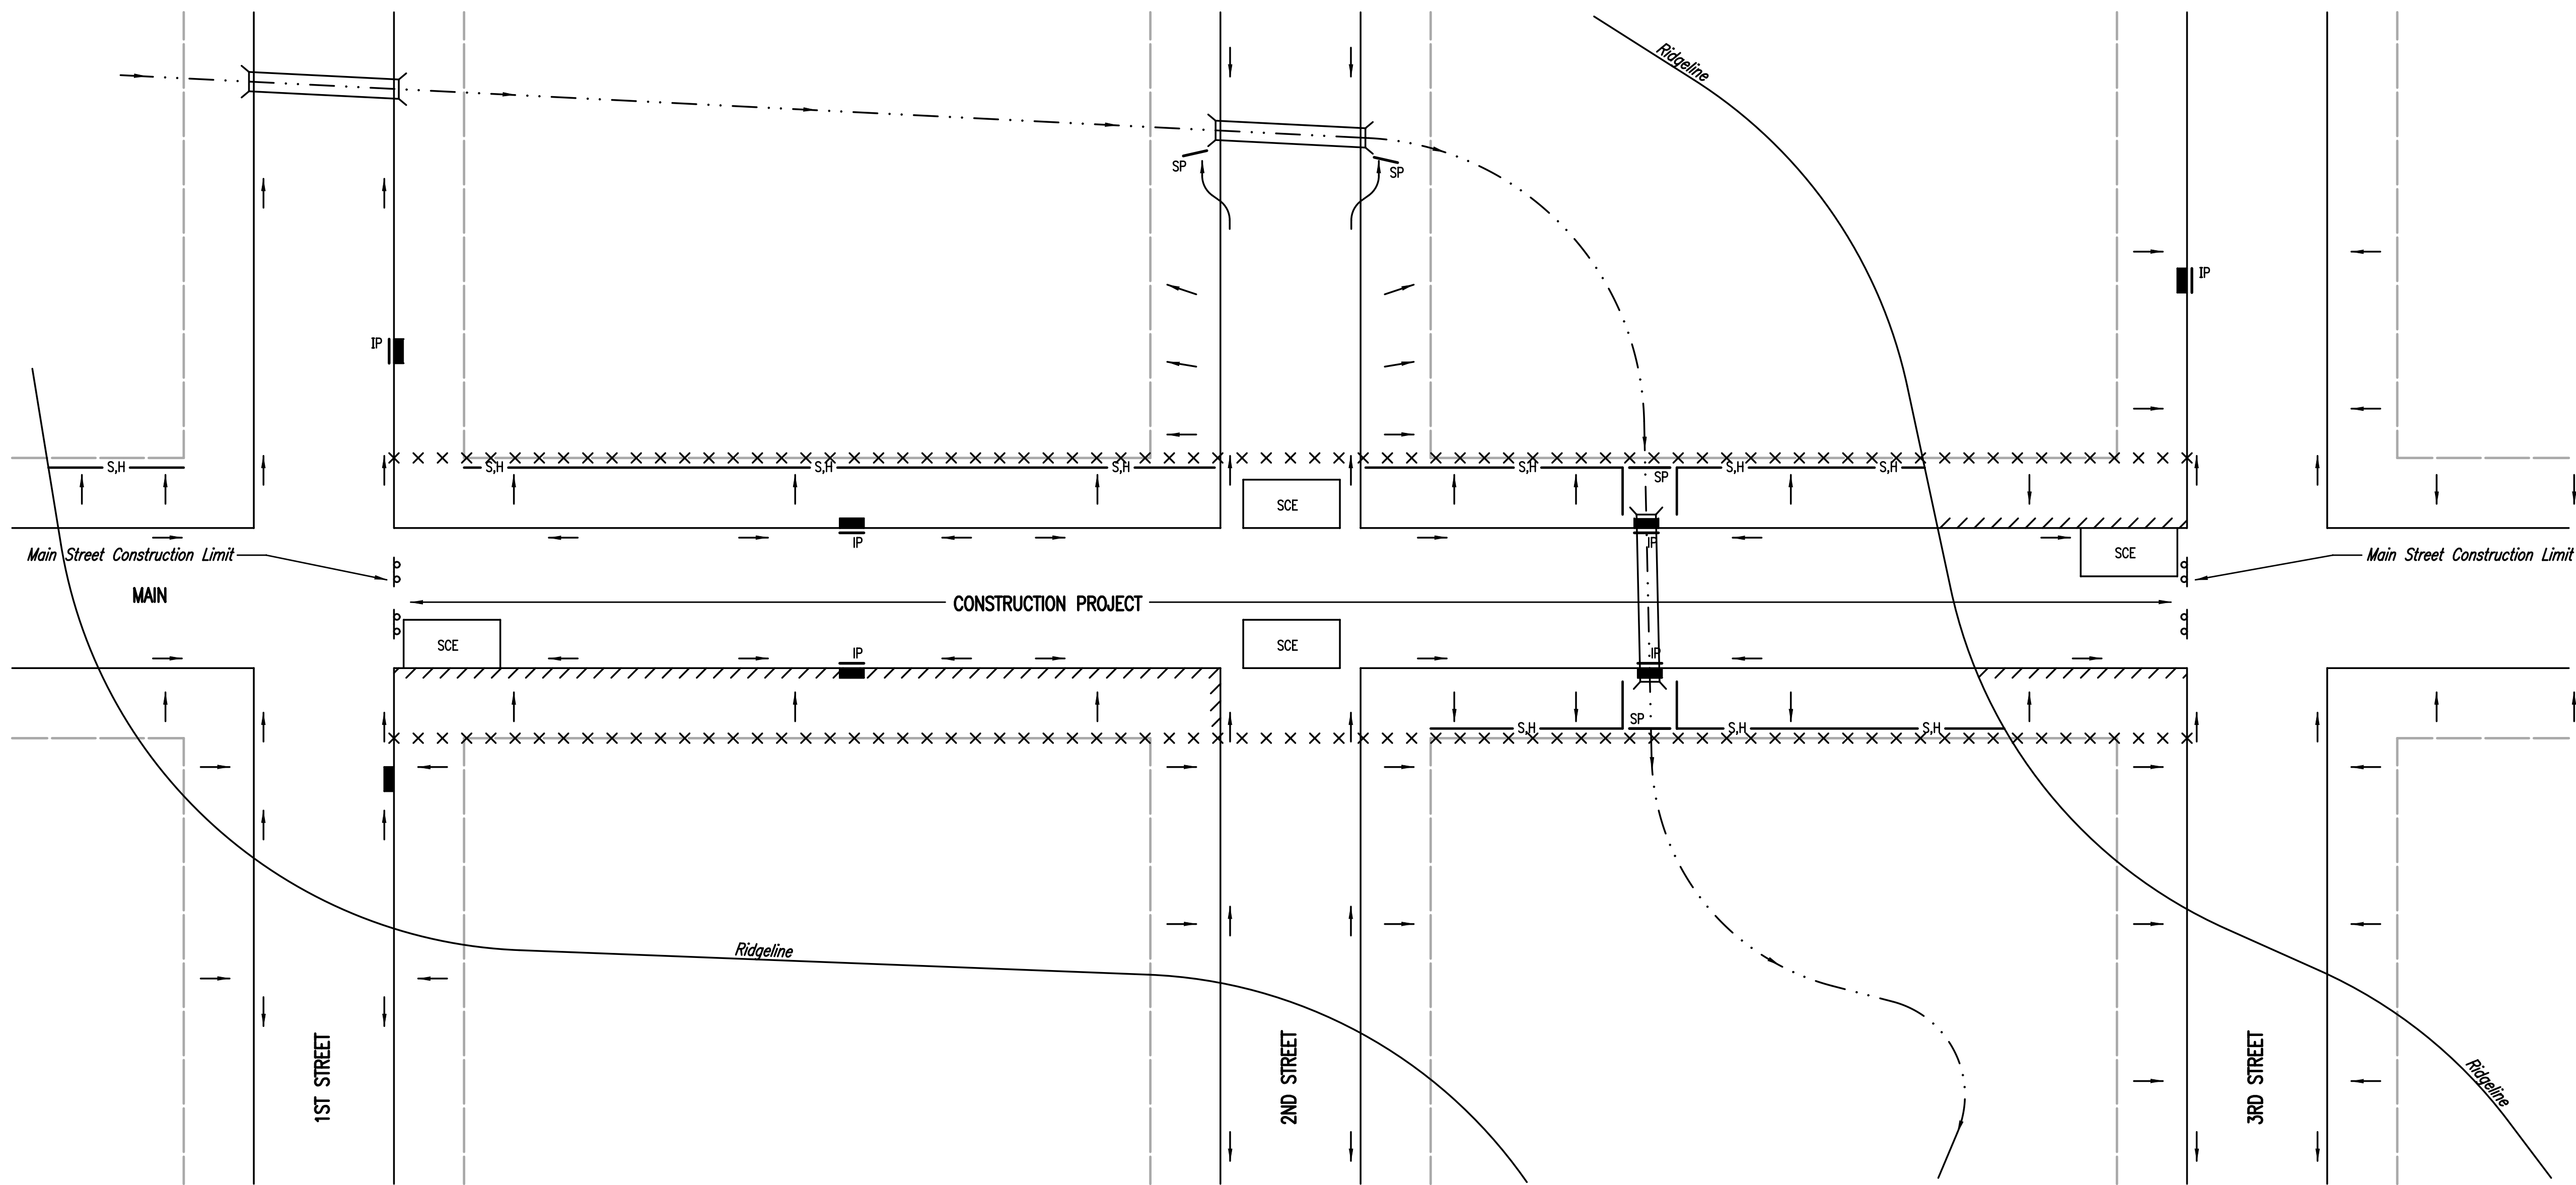 Ridgeline
SP
SP
IP
IP
S,H
S,H
S,H
S,H
S,H
S,H
S,H
SP
SCE
IP
IP
Main Street Construction Limit
SCE
Main Street Construction Limit
MAIN
CONSTRUCTION PROJECT
SCE
SCE
IP
IP
SP
S,H
S,H
S,H
Ridgeline
1ST STREET
2ND STREET
3RD STREET
Ridgeline